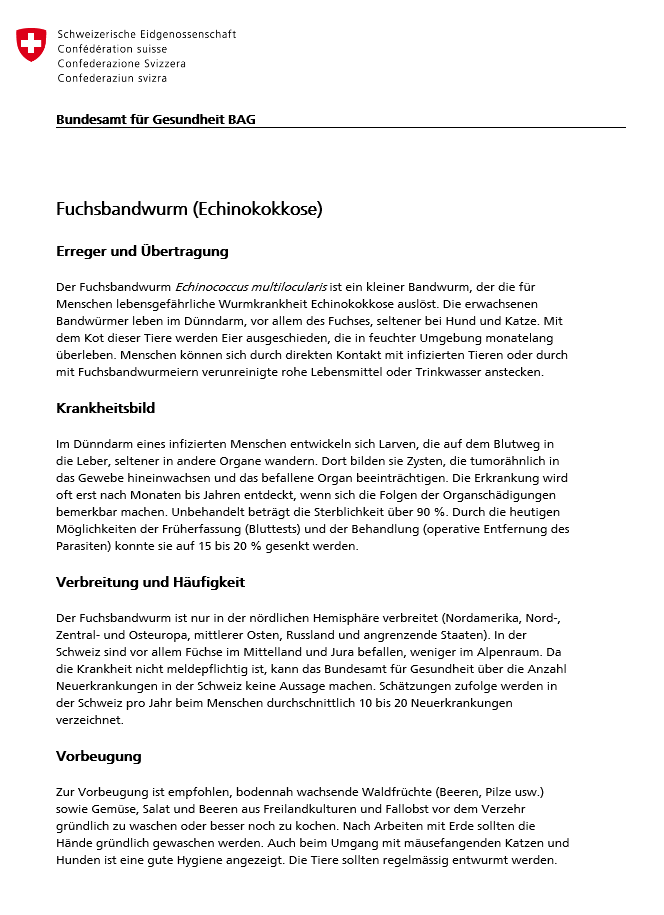 Schweizerische Eidgenossenschaft
Confédération suisse
Confederazione Svizzera
Confederaziun svizra
Bundesamt für Gesundheit BAG
Fuchsbandwurm (Echinokokkose)
Erreger und Übertragung
Der Fuchsbandwurm Echinococcus multilocularis ist ein kleiner Bandwurm, der die für
Menschen lebensgefährliche Wurmkrankheit Echinokokkose auslöst. Die erwachsenen
Bandwürmer leben im Dünndarm, vor allem des Fuchses, seltener bei Hund und Katze. Mit
dem Kot dieser Tiere werden Eier ausgeschieden, die in feuchter Umgebung monatelang
überleben. Menschen können sich durch direkten Kontakt mit infizierten Tieren oder durch
mit Fuchsbandwurmeiern verunreinigte rohe Lebensmittel oder Trinkwasser anstecken.
Krankheitsbild
Im Dünndarm eines infizierten Menschen entwickeln sich Larven, die auf dem Blutweg in
die Leber, seltener in andere Organe wandern. Dort bilden sie Zysten, die tumorähnlich in
das Gewebe hineinwachsen und das befallene Organ beeinträchtigen. Die Erkrankung wird
oft erst nach Monaten bis Jahren entdeckt, wenn sich die Folgen der Organschädigungen
bemerkbar machen. Unbehandelt beträgt die Sterblichkeit über 90 %. Durch die heutigen
Möglichkeiten der Früherfassung (Bluttests) und der Behandlung (operative Entfernung des
Parasiten) konnte sie auf 15 bis 20 % gesenkt werden.
Verbreitung und Häufigkeit
Der Fuchsbandwurm ist nur in der nördlichen Hemisphäre verbreitet (Nordamerika, Nord-,
Zentral- und Osteuropa, mittlerer Osten, Russland und angrenzende Staaten). In der
Schweiz sind vor allem Füchse im Mittelland und Jura befallen, weniger im Alpenraum. Da
die Krankheit nicht meldepflichtig ist, kann das Bundesamt für Gesundheit über die Anzahl
Neuerkrankungen in der Schweiz keine Aussage machen. Schätzungen zufolge werden in
der Schweiz pro Jahr beim Menschen durchschnittlich 10 bis 20 Neuerkrankungen
verzeichnet.
Vorbeugung
Zur Vorbeugung ist empfohlen, bodennah wachsende Waldfrüchte (Beeren, Pilze usw.)
sowie Gemüse, Salat und Beeren aus Freilandkulturen und Fallobst vor dem Verzehr
gründlich zu waschen oder besser noch zu kochen. Nach Arbeiten mit Erde sollten die
Hände gründlich gewaschen werden. Auch beim Umgang mit mäusefangenden Katzen und
Hunden ist eine gute Hygiene angezeigt. Die Tiere sollten regelmässig entwurmt werden.